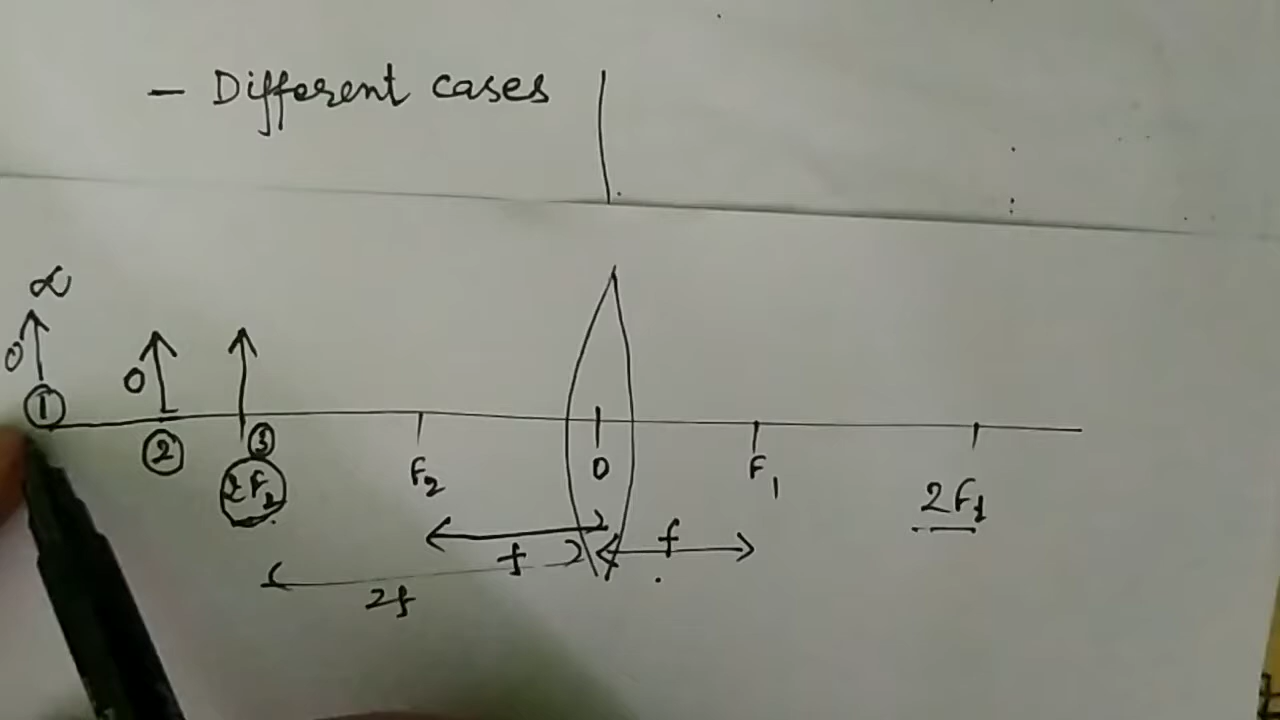 — Different cases
∝
O
O
① ② ③
2F₂ F₂ O F₁ 2F₁
f f
2f